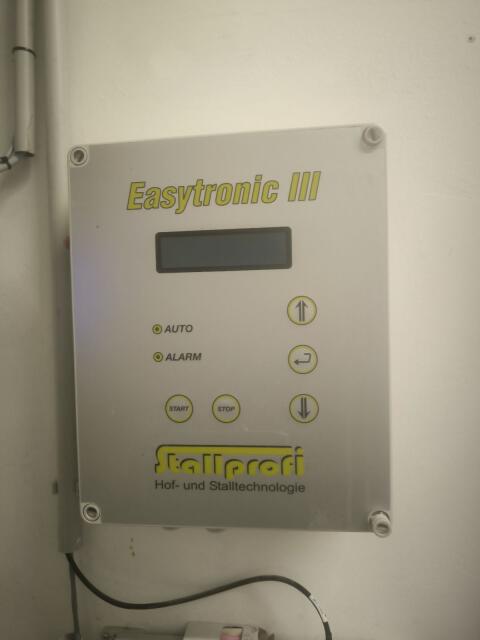 Easytronic III
AUTO
ALARM
START STOP
Stallprofi
Hof- und Stalltechnologie